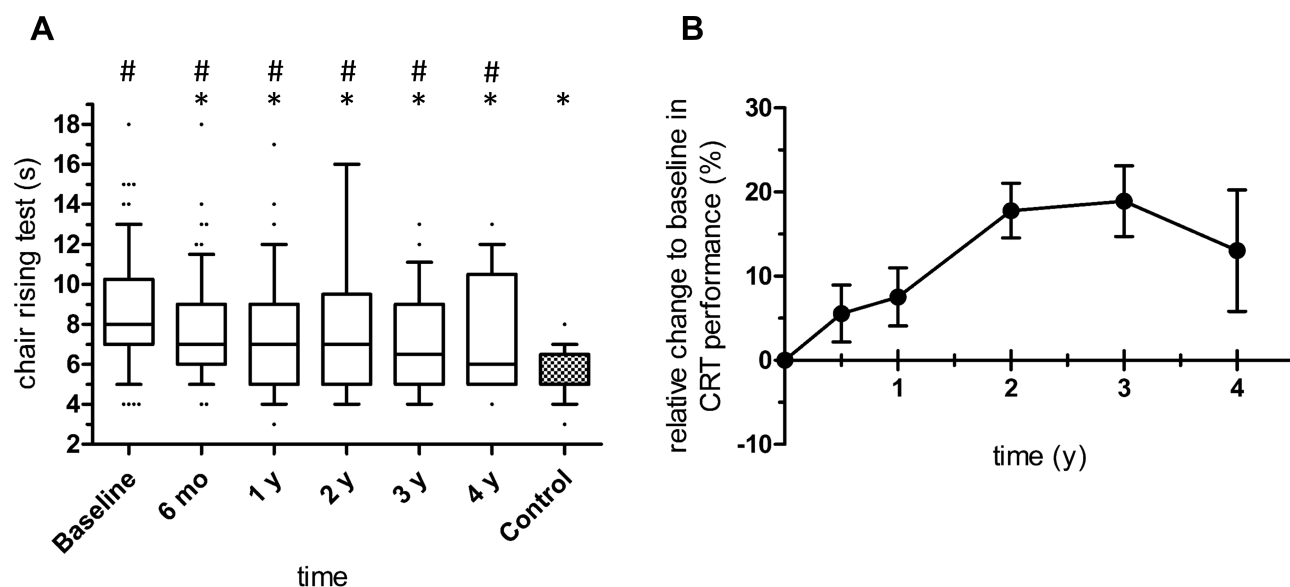 A
# # # # # #
* * * * * *
chair rising test (s)
18
16
14
12
10
8
6
4
2
Baseline
6 mo
1 y
2 y
3 y
4 y
Control
time
B
relative change to baseline in
CRT performance (%)
30
20
10
0
-10
1
2
3
4
time (y)